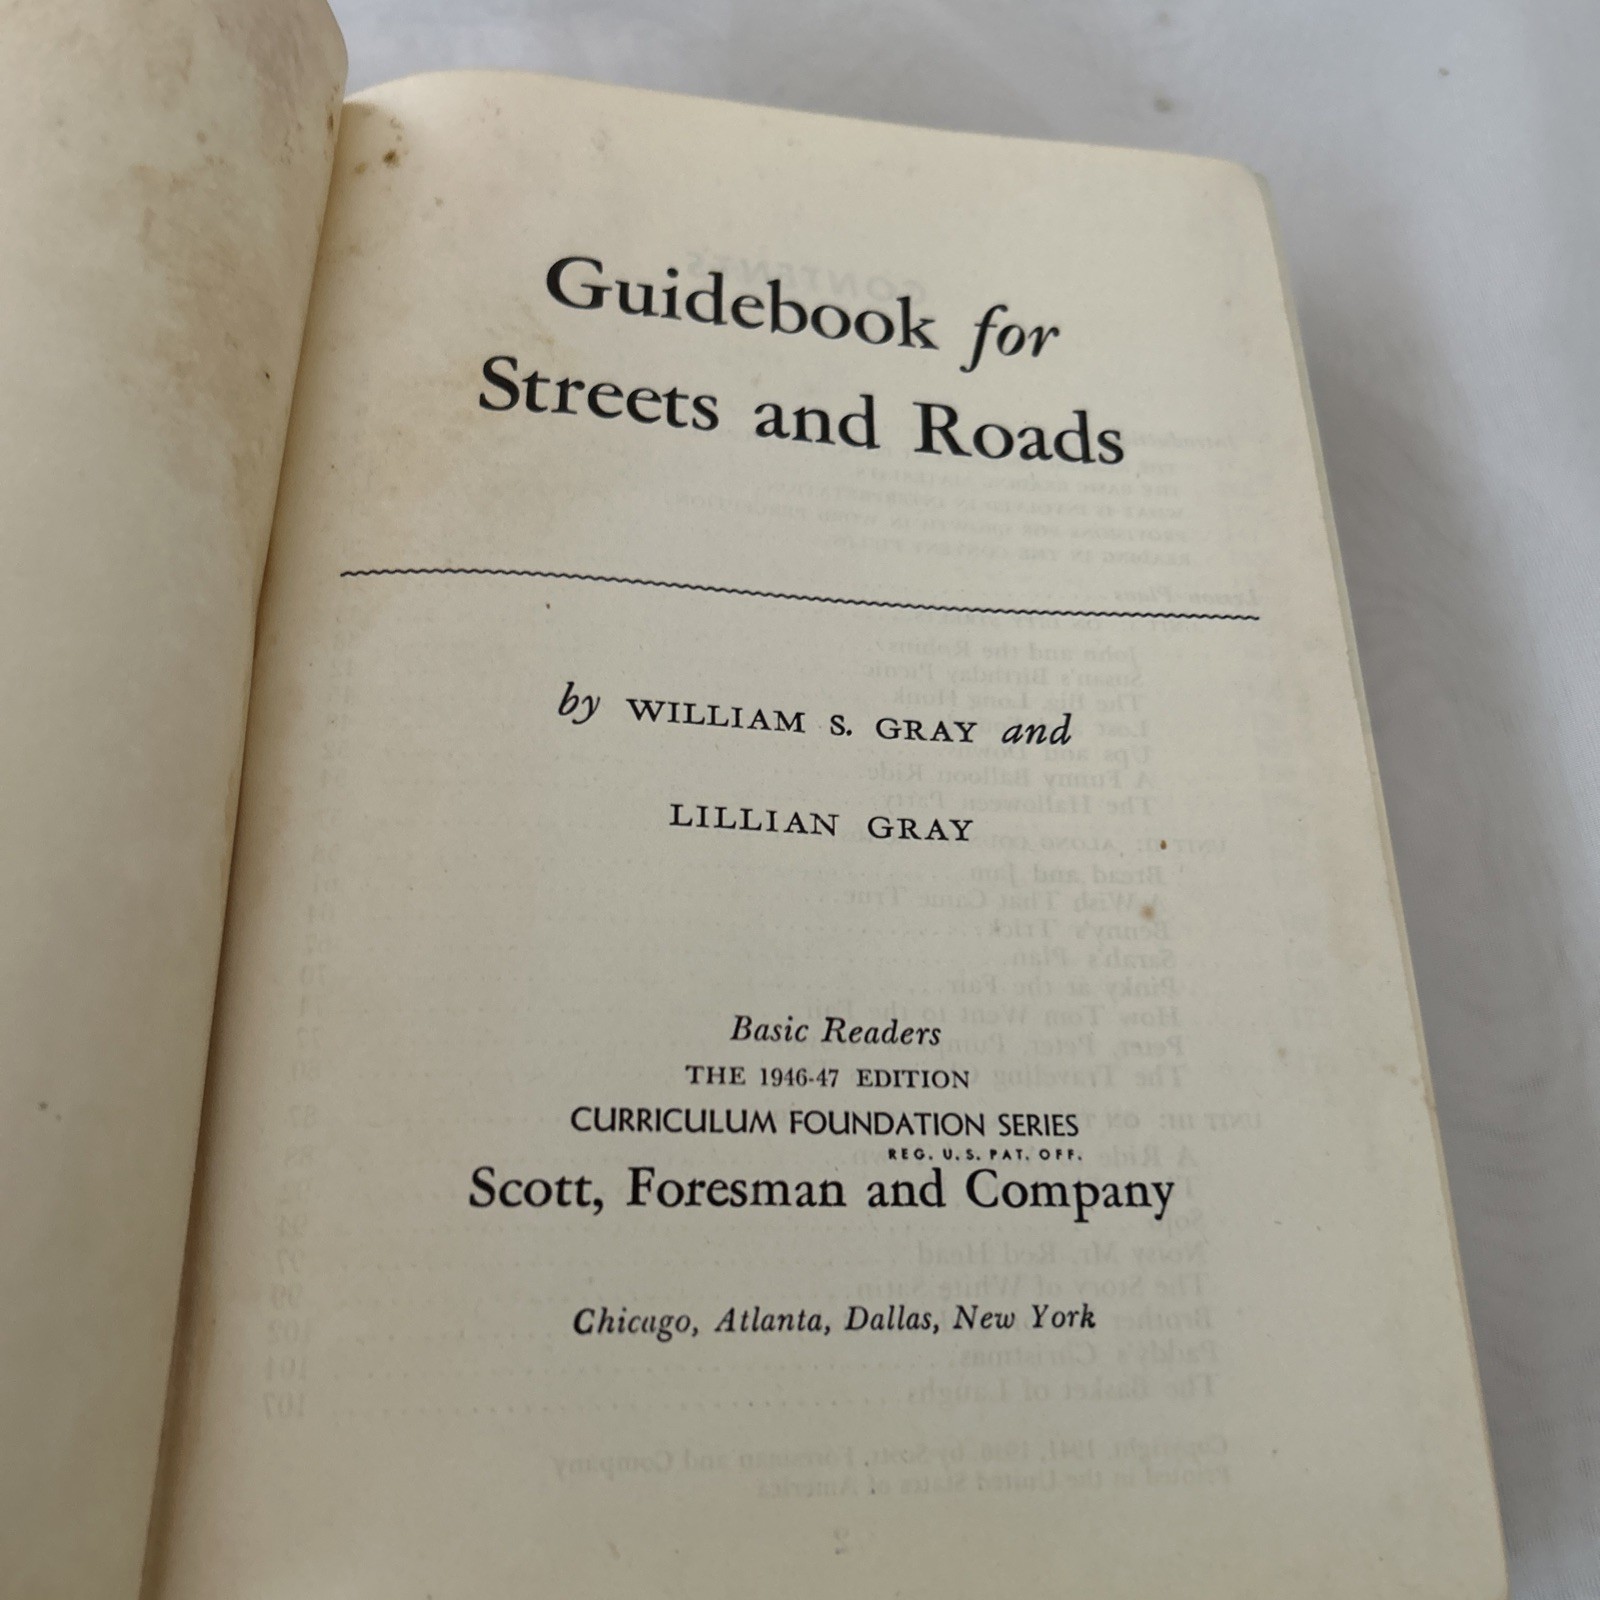 Guidebook for
Streets and Roads
by WILLIAM S. GRAY and
LILLIAN GRAY
Basic Readers
THE 1946-47 EDITION
CURRICULUM FOUNDATION SERIES
REG. U.S. PAT. OFF.
Scott, Foresman and Company
Chicago, Atlanta, Dallas, New York